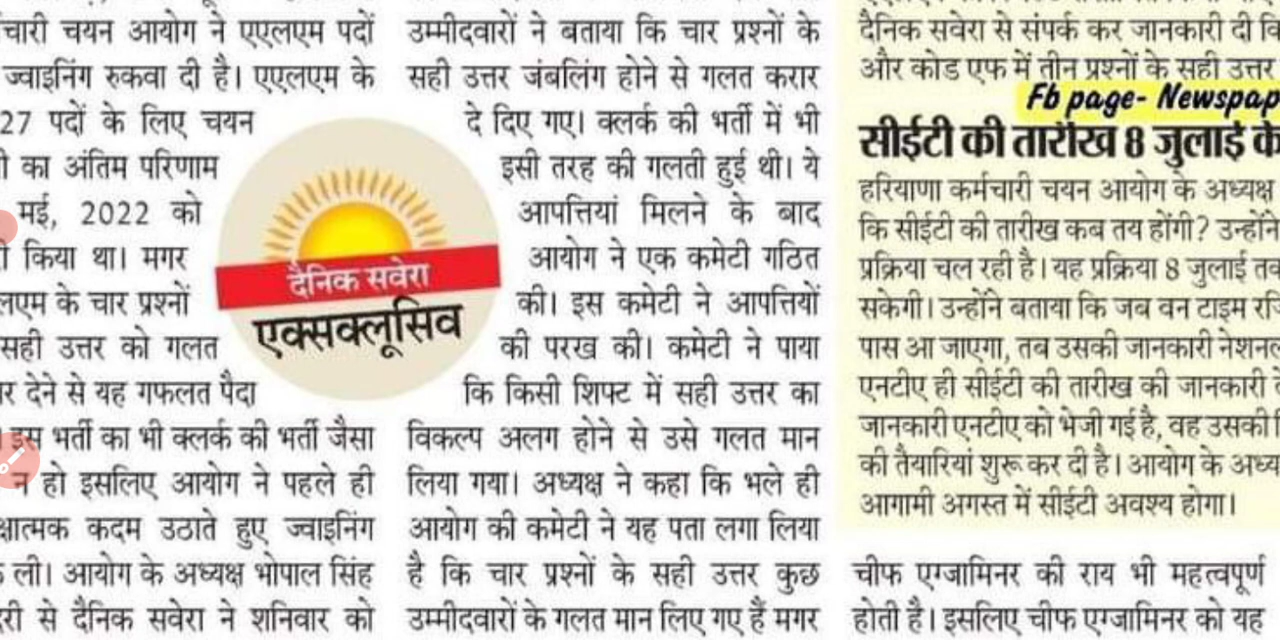 चारी चयन आयोग ने एएलएम पदों
ज्वाइनिंग रुकवा दी है। एएलएम के
27 पदों के लिए चयन
का अंतिम परिणाम
मई, 2022 को
किया था। मगर
के चार प्रश्नों
सही उत्तर को गलत
देने से यह गफलत पैदा
इस भर्ती का भी क्लर्क की भर्ती जैसा
न हो इसलिए आयोग ने पहले ही
कदम उठाते हुए ज्वाइनिंग
ली। आयोग के अध्यक्ष भोपाल सिंह
से दैनिक सवेरा ने शनिवार को
दैनिक सवेरा
एक्सक्लूसिव
उम्मीदवारों ने बताया कि चार प्रश्नों के
सही उत्तर जंबलिंग होने से गलत करार
दे दिए गए। क्लर्क की भर्ती में भी
इसी तरह की गलती हुई थी। ये
आपत्तियां मिलने के बाद
आयोग ने एक कमेटी गठित
की। इस कमेटी ने आपत्तियों
की परख की। कमेटी ने पाया
कि किसी शिफ्ट में सही उत्तर का
विकल्प अलग होने से उसे गलत मान
लिया गया। अध्यक्ष ने कहा कि भले ही
आयोग की कमेटी ने यह पता लगा लिया
है कि चार प्रश्नों के सही उत्तर कुछ
उम्मीदवारों के गलत मान लिए गए हैं मगर
दैनिक सवेरा से संपर्क कर जानकारी दी
और कोड एफ में तीन प्रश्नों के सही उत्तर
Fb page- Newspap
सीईटी की तारीख 8 जुलाई के
हरियाणा कर्मचारी चयन आयोग के अध्यक्ष
कि सीईटी की तारीख कब तय होंगी? उन्होंने
प्रक्रिया चल रही है। यह प्रक्रिया 8 जुलाई तक
सकेगी। उन्होंने बताया कि जब वन टाइम
पास आ जाएगा, तब उसकी जानकारी
एनटीए ही सीईटी की तारीख की जानकारी
जानकारी एनटीए को भेजी गई है, वह उसकी
की तैयारियां शुरू कर दी है। आयोग के
आगामी अगस्त में सीईटी अवश्य होगा।
चीफ एग्जामिनर की राय भी महत्वपूर्ण
होती है। इसलिए चीफ एग्जामिनर को यह